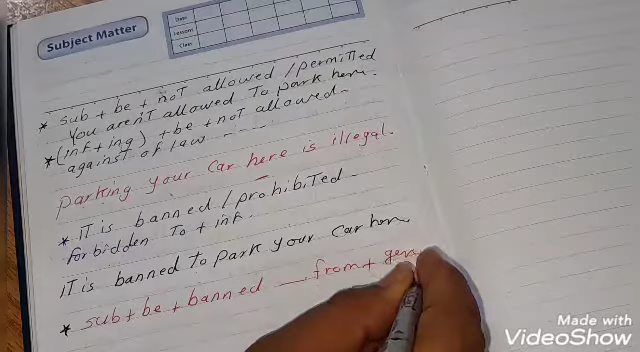 Subject Matter
Date
Lesson
Class
* sub + be + noT allowed / permiTTed
You aren'T allowed To park here.
* (inf + ing) + be + noT allowed -
against of law ----
Parking your Car here is illegal.
* iT is banned / prohibiTed -
forbidden To + inf.
iT is banned to park your car here
* sub + be + banned — from + gen
Made with
VideoShow